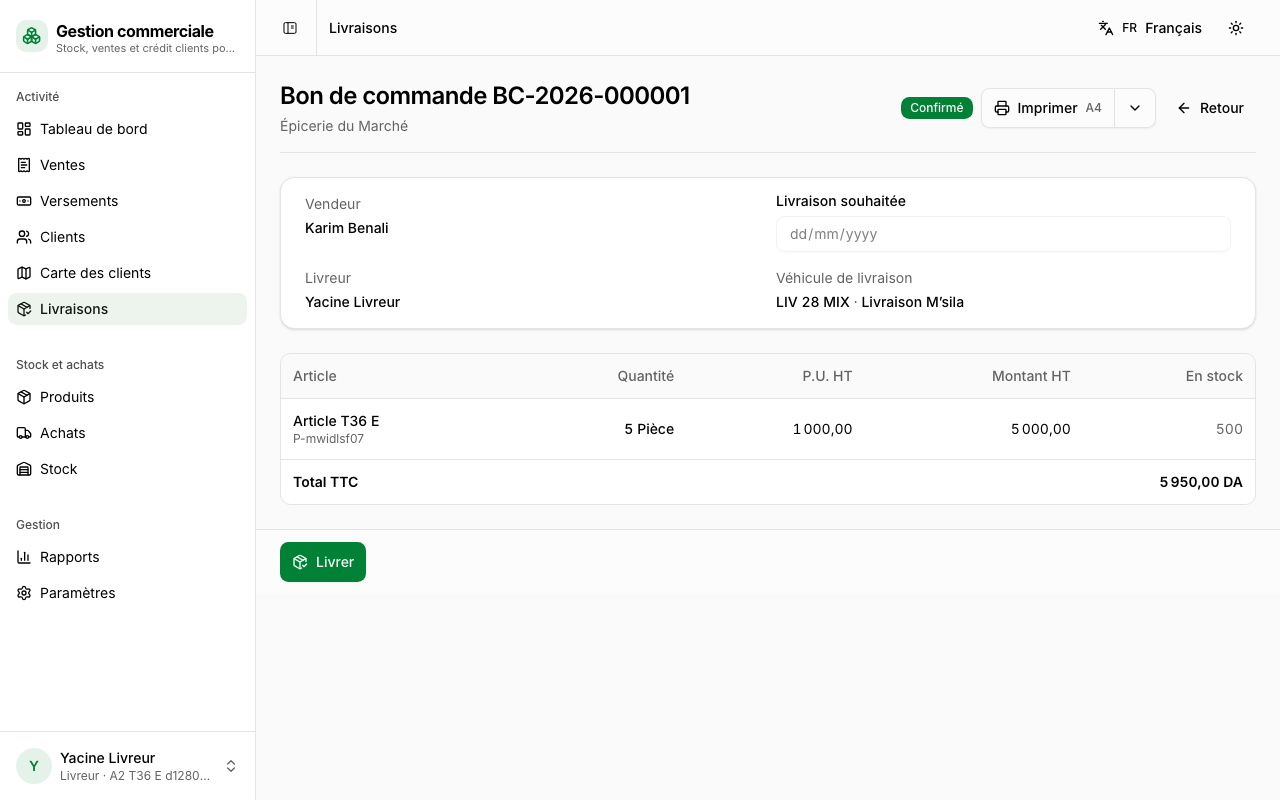 Gestion commerciale
Stock, ventes et crédit clients po…
Activité
Tableau de bord
Ventes
Versements
Clients
Carte des clients
Livraisons
Stock et achats
Produits
Achats
Stock
Gestion
Rapports
Paramètres
Y
Yacine Livreur
Livreur · A2 T36 E d1280…
Livraisons
FR Français
Bon de commande BC-2026-000001
Épicerie du Marché
Confirmé
Imprimer A4
Retour
Vendeur
Karim Benali
Livraison souhaitée
dd/mm/yyyy
Livreur
Yacine Livreur
Véhicule de livraison
LIV 28 MIX · Livraison M’sila
Article Quantité P.U. HT Montant HT En stock
Article T36 E
P-mwidlsf07
5 Pièce 1 000,00 5 000,00 500
Total TTC 5 950,00 DA
Livrer